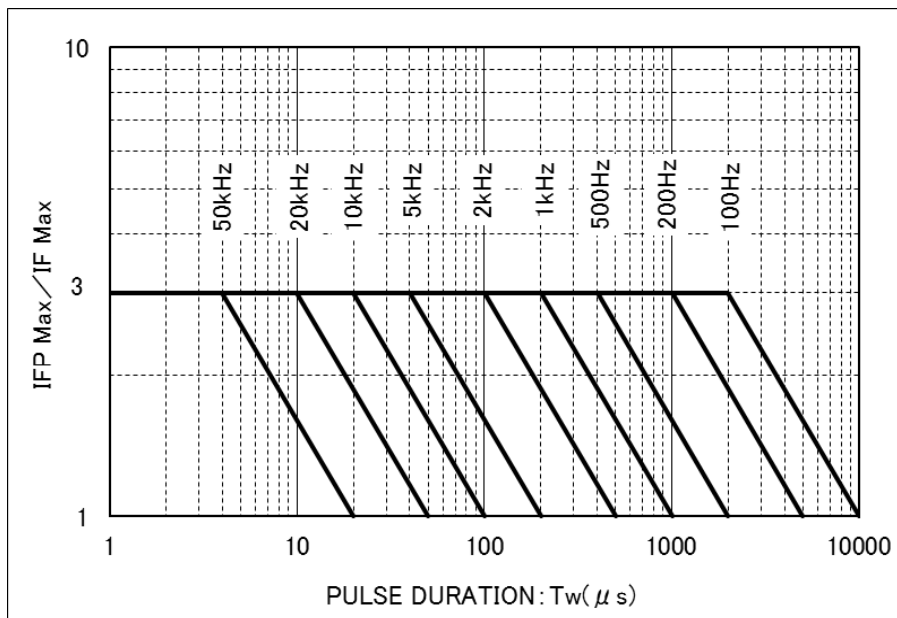 10
50kHz
20kHz
10kHz
5kHz
2kHz
1kHz
500Hz
200Hz
100Hz
IFP Max／IF Max
3
1
1
10
100
1000
10000
PULSE DURATION：Tw(μs)